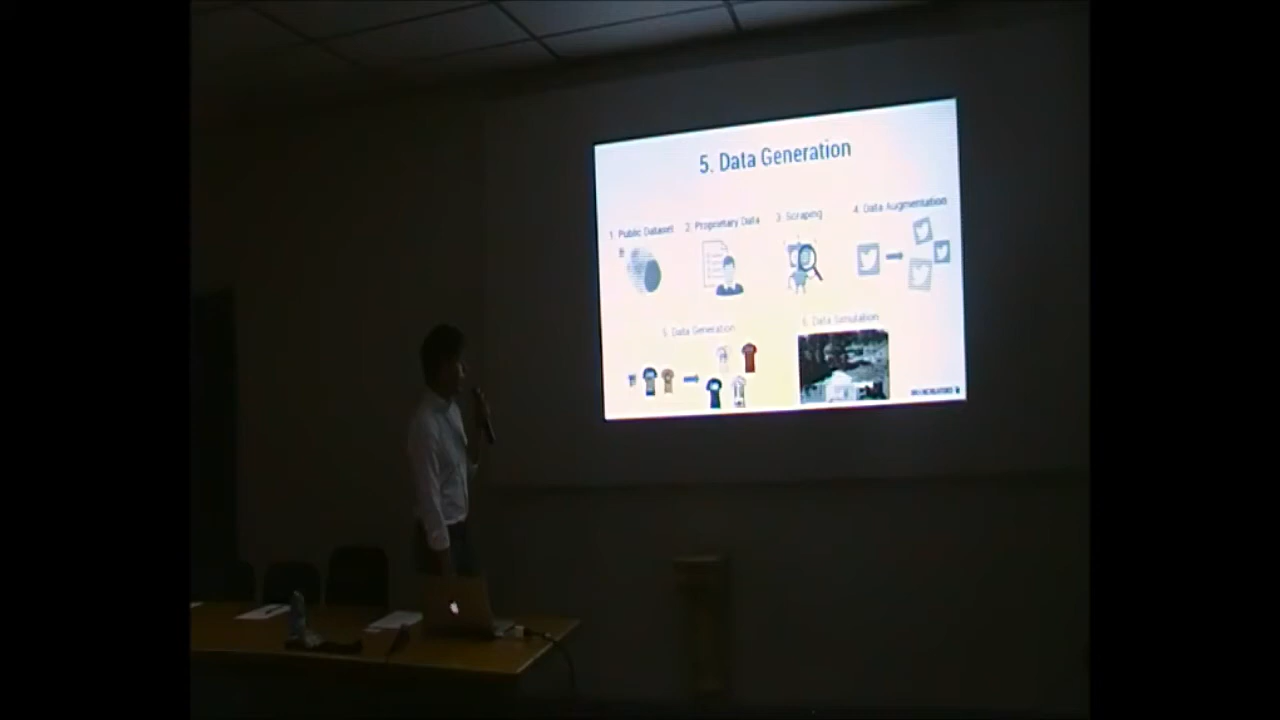 5. Data Generation
1. Public Dataset
2. Proprietary Data
3. Scraping
4. Data Augmentation
5. Data Generation
6. Data Simulation